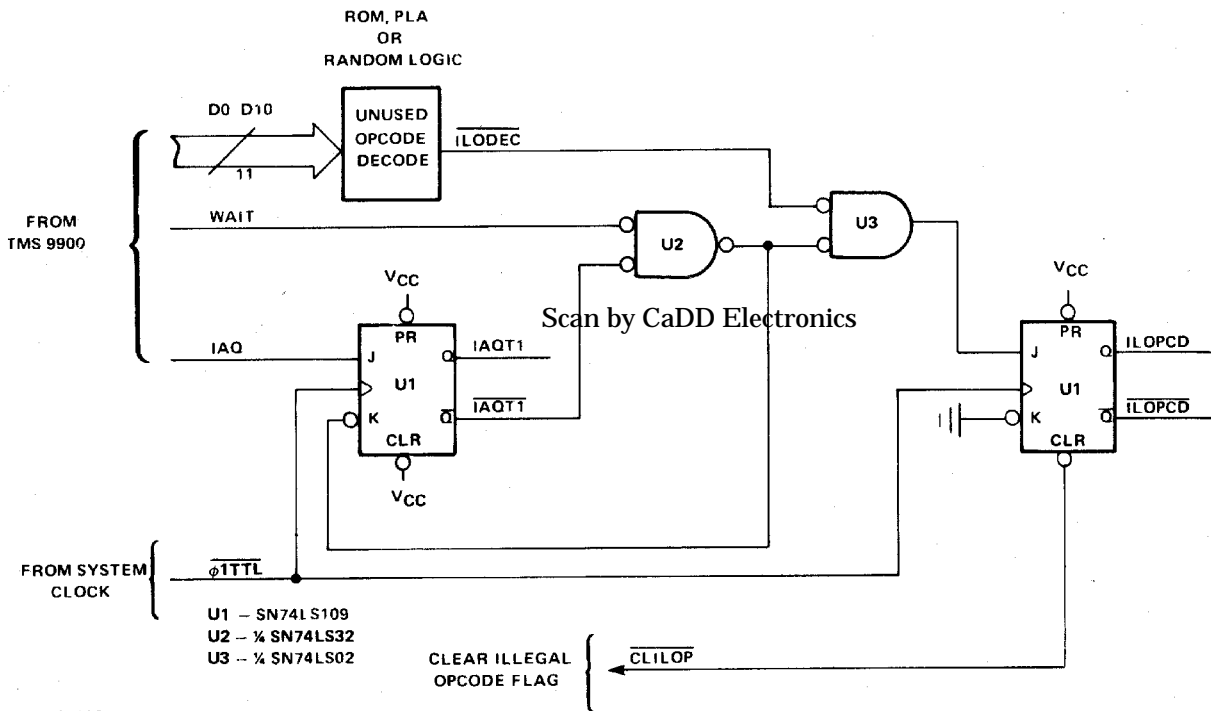 ROM, PLA
OR
RANDOM LOGIC
D0 D10
11
UNUSED
OPCODE
DECODE
ILODEC
FROM
TMS 9900
WAIT
U2
U3
Scan by CaDD Electronics
VCC
PR
IAQ
J
Q
IAQT1
U1
K
Q
IAQT1
CLR
VCC
VCC
PR
J
Q
ILOPCD
U1
K
Q
ILOPCD
CLR
FROM SYSTEM
CLOCK
φ1TTL
U1 – SN74LS109
U2 – ¼ SN74LS32
U3 – ¼ SN74LS02
CLEAR ILLEGAL
OPCODE FLAG
CLILOP